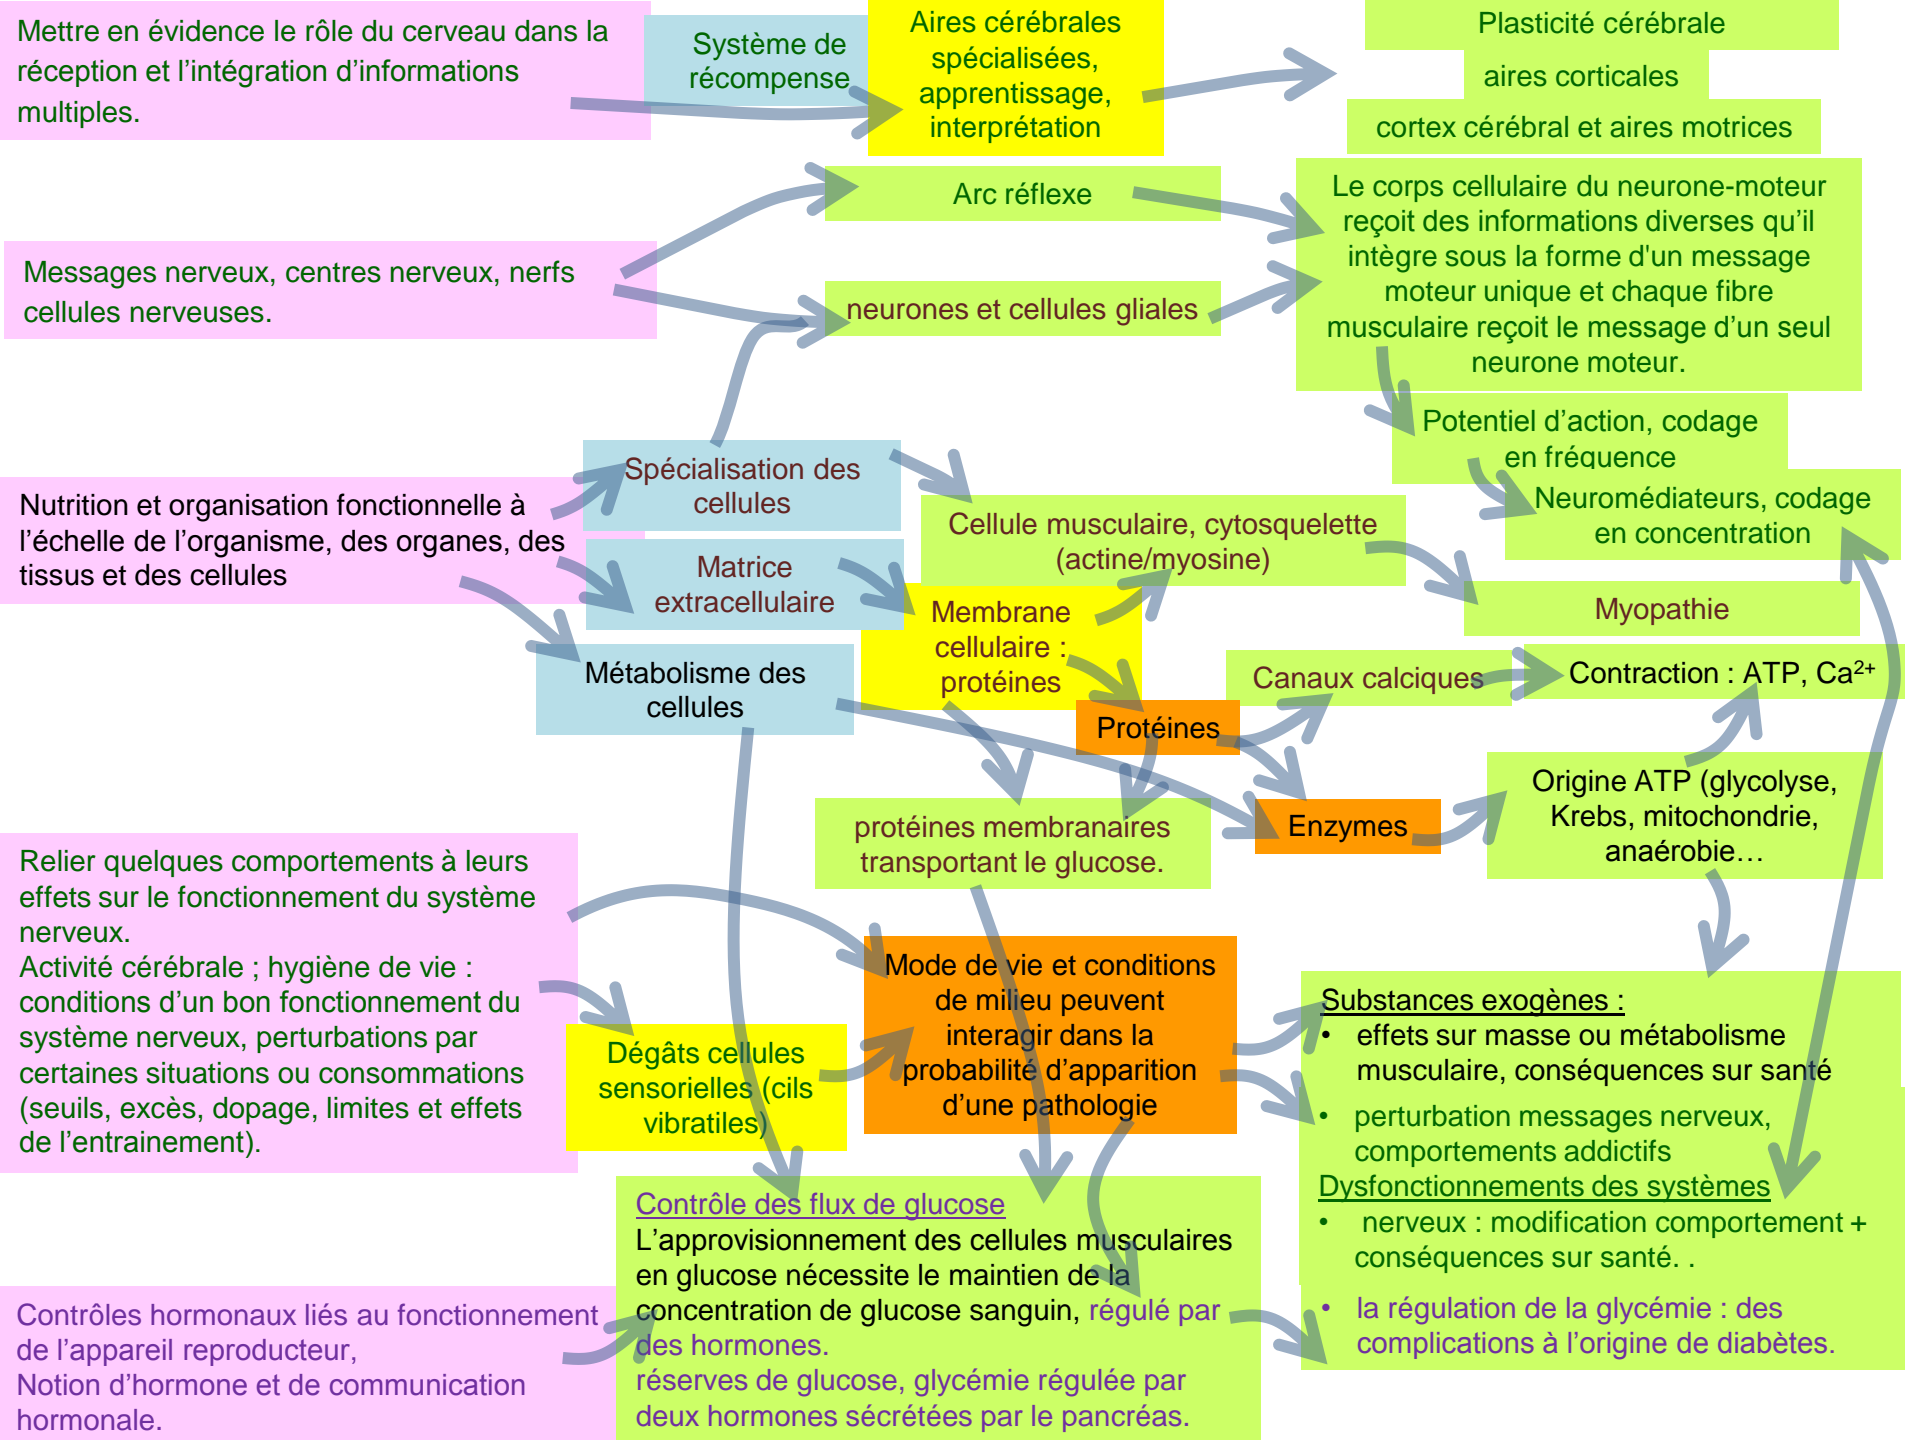 Mettre en évidence le rôle du cerveau dans la
réception et l’intégration d’informations
multiples.
Système de
récompense
Aires cérébrales
spécialisées,
apprentissage,
interprétation
Plasticité cérébrale
aires corticales
cortex cérébral et aires motrices
Messages nerveux, centres nerveux, nerfs
cellules nerveuses.
Arc réflexe
neurones et cellules gliales
Le corps cellulaire du neurone-moteur
reçoit des informations diverses qu’il
intègre sous la forme d'un message
moteur unique et chaque fibre
musculaire reçoit le message d’un seul
neurone moteur.
Potentiel d’action, codage
en fréquence
Neuromédiateurs, codage
en concentration
Nutrition et organisation fonctionnelle à
l’échelle de l’organisme, des organes, des
tissus et des cellules
Spécialisation des
cellules
Matrice
extracellulaire
Métabolisme des
cellules
Cellule musculaire, cytosquelette
(actine/myosine)
Membrane
cellulaire :
protéines
Myopathie
Canaux calciques
Contraction : ATP, Ca²⁺
Protéines
protéines membranaires
transportant le glucose.
Enzymes
Origine ATP (glycolyse,
Krebs, mitochondrie,
anaérobie…
Relier quelques comportements à leurs
effets sur le fonctionnement du système
nerveux.
Activité cérébrale ; hygiène de vie :
conditions d’un bon fonctionnement du
système nerveux, perturbations par
certaines situations ou consommations
(seuils, excès, dopage, limites et effets
de l’entrainement).
Dégâts cellules
sensorielles (cils
vibratiles)
Mode de vie et conditions
de milieu peuvent
interagir dans la
probabilité d’apparition
d’une pathologie
Substances exogènes :
• effets sur masse ou métabolisme
musculaire, conséquences sur santé
• perturbation messages nerveux,
comportements addictifs
Dysfonctionnements des systèmes
• nerveux : modification comportement +
conséquences sur santé. .
• la régulation de la glycémie : des
complications à l’origine de diabètes.
Contrôles hormonaux liés au fonctionnement
de l’appareil reproducteur,
Notion d’hormone et de communication
hormonale.
Contrôle des flux de glucose
L’approvisionnement des cellules musculaires
en glucose nécessite le maintien de la
concentration de glucose sanguin, régulé par
des hormones.
réserves de glucose, glycémie régulée par
deux hormones sécrétées par le pancréas.